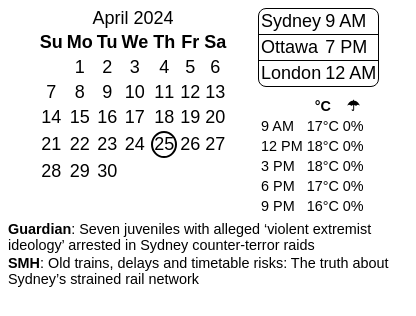 April 2024
Su Mo Tu We Th Fr Sa
1 2 3 4 5 6
7 8 9 10 11 12 13
14 15 16 17 18 19 20
21 22 23 24 25 26 27
28 29 30
Sydney 9 AM
Ottawa 7 PM
London 12 AM
°C ☂
9 AM 17°C 0%
12 PM 18°C 0%
3 PM 18°C 0%
6 PM 17°C 0%
9 PM 16°C 0%
Guardian: Seven juveniles with alleged ‘violent extremist
ideology’ arrested in Sydney counter-terror raids
SMH: Old trains, delays and timetable risks: The truth about
Sydney’s strained rail network